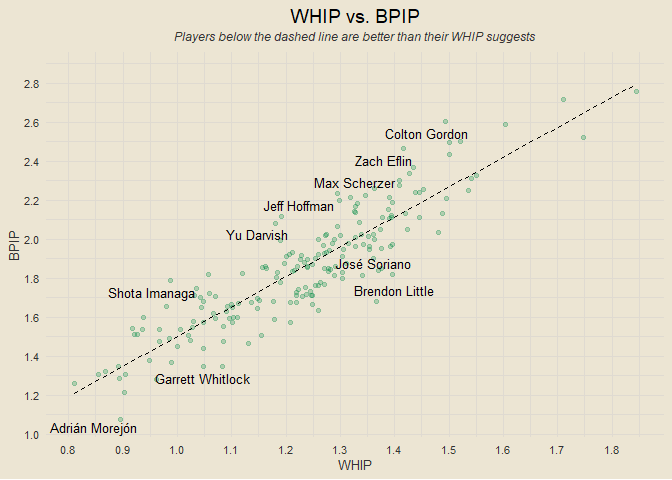 WHIP vs. BPIP
Players below the dashed line are better than their WHIP suggests
2.8
2.6
Colton Gordon
2.4
Zach Eflin
Max Scherzer
2.2
Jeff Hoffman
BPIP
2.0
Yu Darvish
José Soriano
1.8
Shota Imanaga
Brendon Little
1.6
1.4
Garrett Whitlock
1.2
Adrián Morejón
1.0
0.8 0.9 1.0 1.1 1.2 1.3 1.4 1.5 1.6 1.7 1.8
WHIP